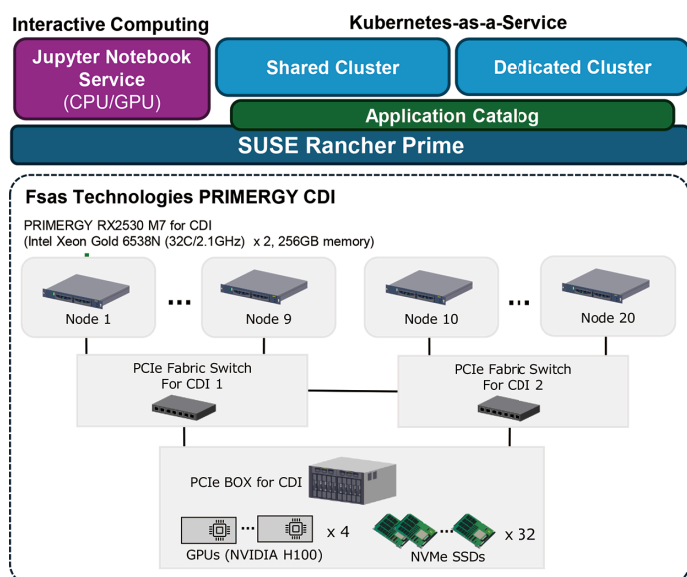 Interactive Computing
Kubernetes-as-a-Service
Jupyter Notebook
Service
(CPU/GPU)
Shared Cluster
Dedicated Cluster
Application Catalog
SUSE Rancher Prime
Fsas Technologies PRIMERGY CDI
PRIMERGY RX2530 M7 for CDI
(Intel Xeon Gold 6538N (32C/2.1GHz) x 2, 256GB memory)
Node 1
...
Node 9
Node 10
...
Node 20
PCIe Fabric Switch
For CDI 1
PCIe Fabric Switch
For CDI 2
PCIe BOX for CDI
... x 4
GPUs (NVIDIA H100)
... x 32
NVMe SSDs